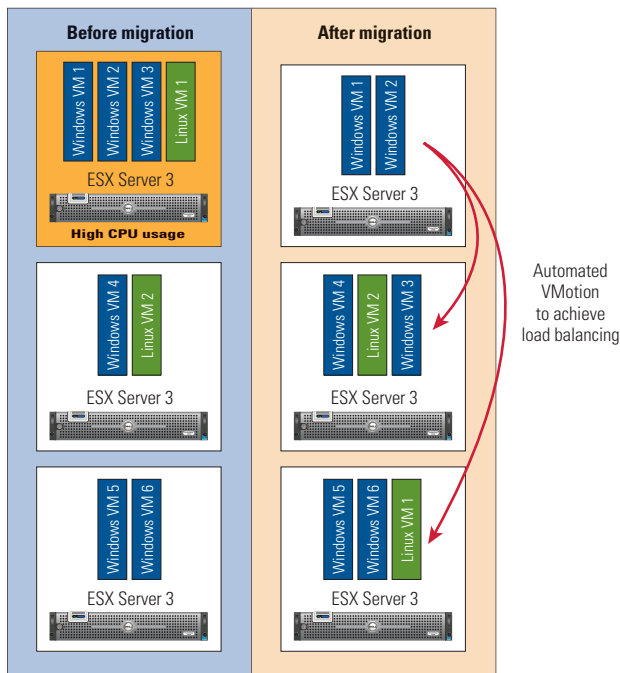 Before migration
Windows VM 1
Windows VM 2
Windows VM 3
Linux VM 1
ESX Server 3
High CPU usage
Windows VM 4
Linux VM 2
ESX Server 3
Windows VM 5
Windows VM 6
ESX Server 3
After migration
Windows VM 1
Windows VM 2
ESX Server 3
Windows VM 4
Linux VM 2
Windows VM 3
ESX Server 3
Windows VM 5
Windows VM 6
Linux VM 1
ESX Server 3
Automated
VMotion
to achieve
load balancing